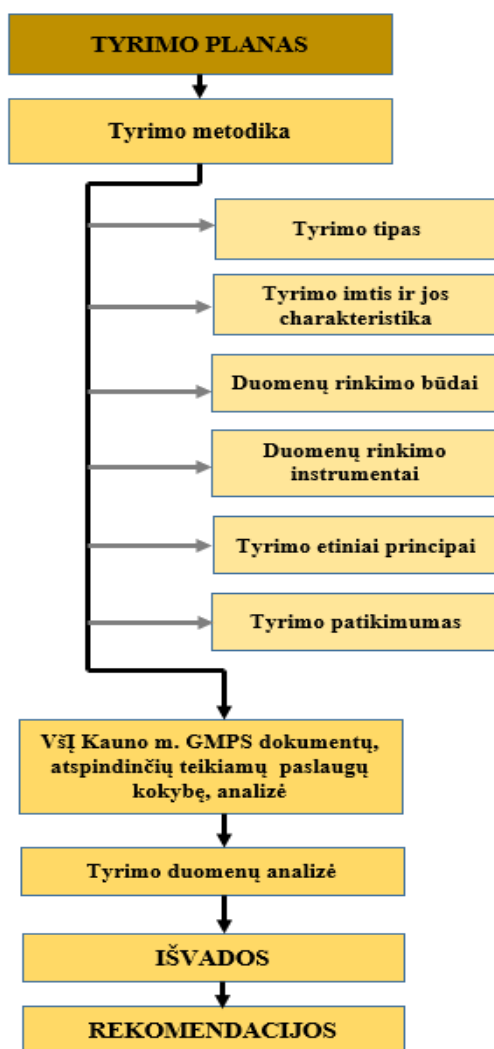 TYRIMO PLANAS
Tyrimo metodika
Tyrimo tipas
Tyrimo imtis ir jos
charakteristika
Duomenų rinkimo būdai
Duomenų rinkimo
instrumentai
Tyrimo etiniai principai
Tyrimo patikimumas
VšĮ Kauno m. GMPS dokumentų,
atspindinčių teikiamų paslaugų
kokybę, analizė
Tyrimo duomenų analizė
IŠVADOS
REKOMENDACIJOS